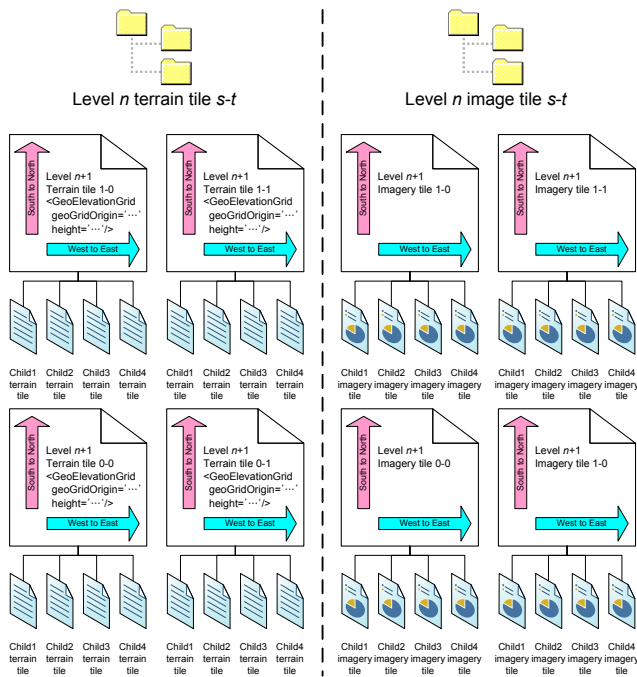 Level n terrain tile s-t
Level n image tile s-t
South to North
Level n+1
Terrain tile 1-0
<GeoElevationGrid
geoGridOrigin='…'
height='…'/>
West to East
South to North
Level n+1
Terrain tile 1-1
<GeoElevationGrid
geoGridOrigin='…'
height='…'/>
West to East
South to North
Level n+1
Imagery tile 1-0
West to East
South to North
Level n+1
Imagery tile 1-1
West to East
Child1 Child2 Child3 Child4 Child1 Child2 Child3 Child4 Child1 Child2 Child3 Child4 Child1 Child2 Child3 Child4
terrain terrain terrain terrain terrain terrain terrain terrain imagery imagery imagery imagery imagery imagery imagery imagery
tile tile tile tile tile tile tile tile tile tile tile tile tile tile tile tile
South to North
Level n+1
Terrain tile 0-0
<GeoElevationGrid
geoGridOrigin='…'
height='…'/>
West to East
South to North
Level n+1
Terrain tile 0-1
<GeoElevationGrid
geoGridOrigin='…'
height='…'/>
West to East
South to North
Level n+1
Imagery tile 0-0
West to East
South to North
Level n+1
Imagery tile 1-0
West to East
Child1 Child2 Child3 Child4 Child1 Child2 Child3 Child4 Child1 Child2 Child3 Child4 Child1 Child2 Child3 Child4
terrain terrain terrain terrain terrain terrain terrain terrain imagery imagery imagery imagery imagery imagery imagery imagery
tile tile tile tile tile tile tile tile tile tile tile tile tile tile tile tile